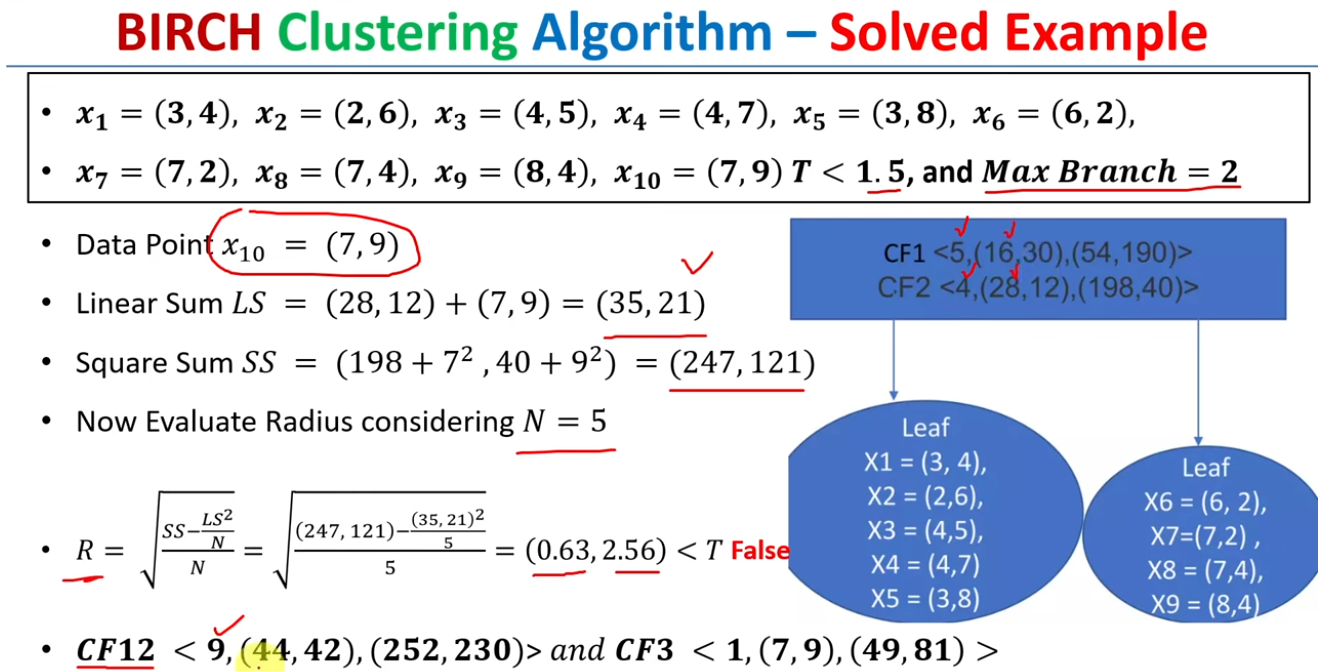 BIRCH Clustering Algorithm – Solved Example
• x₁ = (3, 4), x₂ = (2, 6), x₃ = (4, 5), x₄ = (4, 7), x₅ = (3, 8), x₆ = (6, 2),
• x₇ = (7, 2), x₈ = (7, 4), x₉ = (8, 4), x₁₀ = (7, 9) T < 1.5, and Max Branch = 2
• Data Point x₁₀ = (7, 9)
• Linear Sum LS = (28, 12) + (7, 9) = (35, 21)
• Square Sum SS = (198 + 7², 40 + 9²) = (247, 121)
• Now Evaluate Radius considering N = 5
• R = √((SS−LS²/N)/N) = √(((247, 121)−(35, 21)²/5)/5) = (0.63, 2.56) < T False
• CF12 < 9, (44, 42), (252, 230)> and CF3 < 1, (7, 9), (49, 81) >
CF1 <5,(16,30),(54,190)>
CF2 <4,(28,12),(198,40)>
Leaf
X1 = (3, 4),
X2 = (2,6),
X3 = (4,5),
X4 = (4,7)
X5 = (3,8)
Leaf
X6 = (6, 2),
X7=(7,2) ,
X8 = (7,4),
X9 = (8,4)